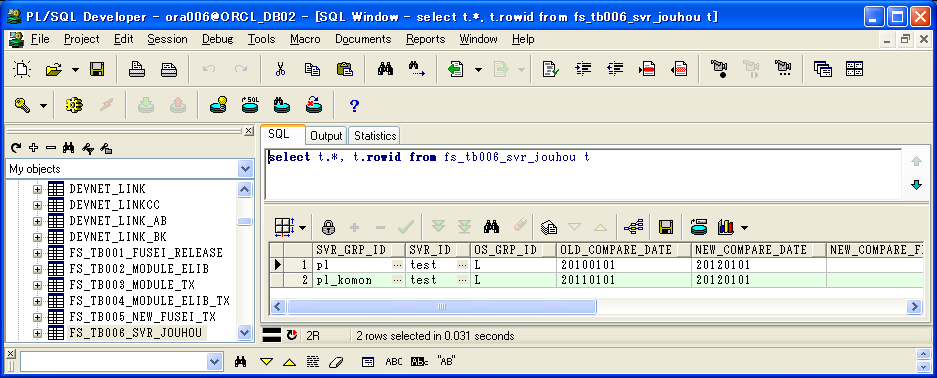 PL/SQL Developer - ora006@ORCL_DB02 - [SQL Window - select t.*, t.rowid from fs_tb006_svr_jouhou t]
File Project Edit Session Debug Tools Macro Documents Reports Window Help
SQL
SQL Output Statistics
select t.*, t.rowid from fs_tb006_svr_jouhou t
My objects
DEVNET_LINK
DEVNET_LINKCC
DEVNET_LINK_AB
DEVNET_LINK_BK
FS_TB001_FUSEI_RELEASE
FS_TB002_MODULE_ELIB
FS_TB003_MODULE_TX
FS_TB004_MODULE_ELIB_TX
FS_TB005_NEW_FUSEI_TX
FS_TB006_SVR_JOUHOU
SVR_GRP_ID SVR_ID OS_GRP_ID OLD_COMPARE_DATE NEW_COMPARE_DATE
1 pl ... test ... L 20100101 20120101
2 pl_komon ... test ... L 20110101 20120101
2R 2 rows selected in 0.031 seconds
ABC "AB"